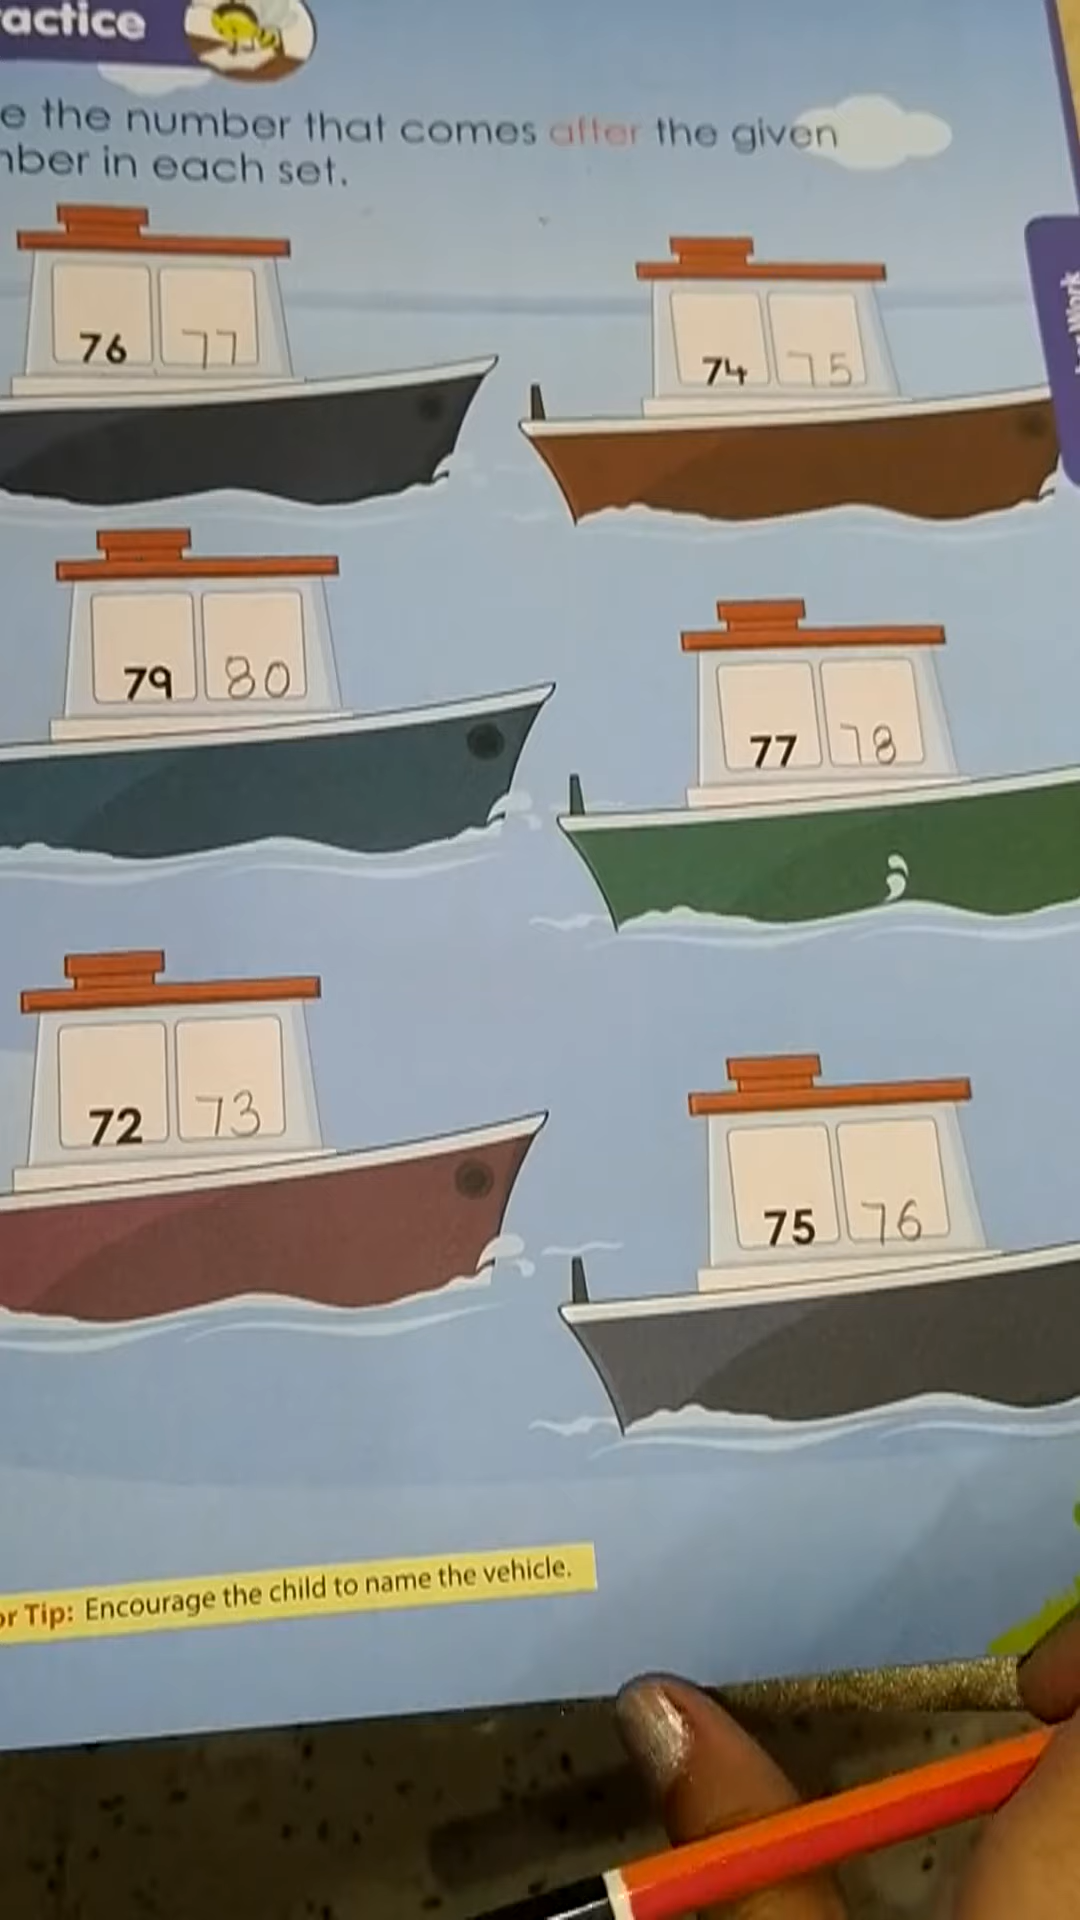 actice
e the number that comes after the given
nber in each set.
76 77
74 75
79 80
77 78
72 73
75 76
or Tip: Encourage the child to name the vehicle.